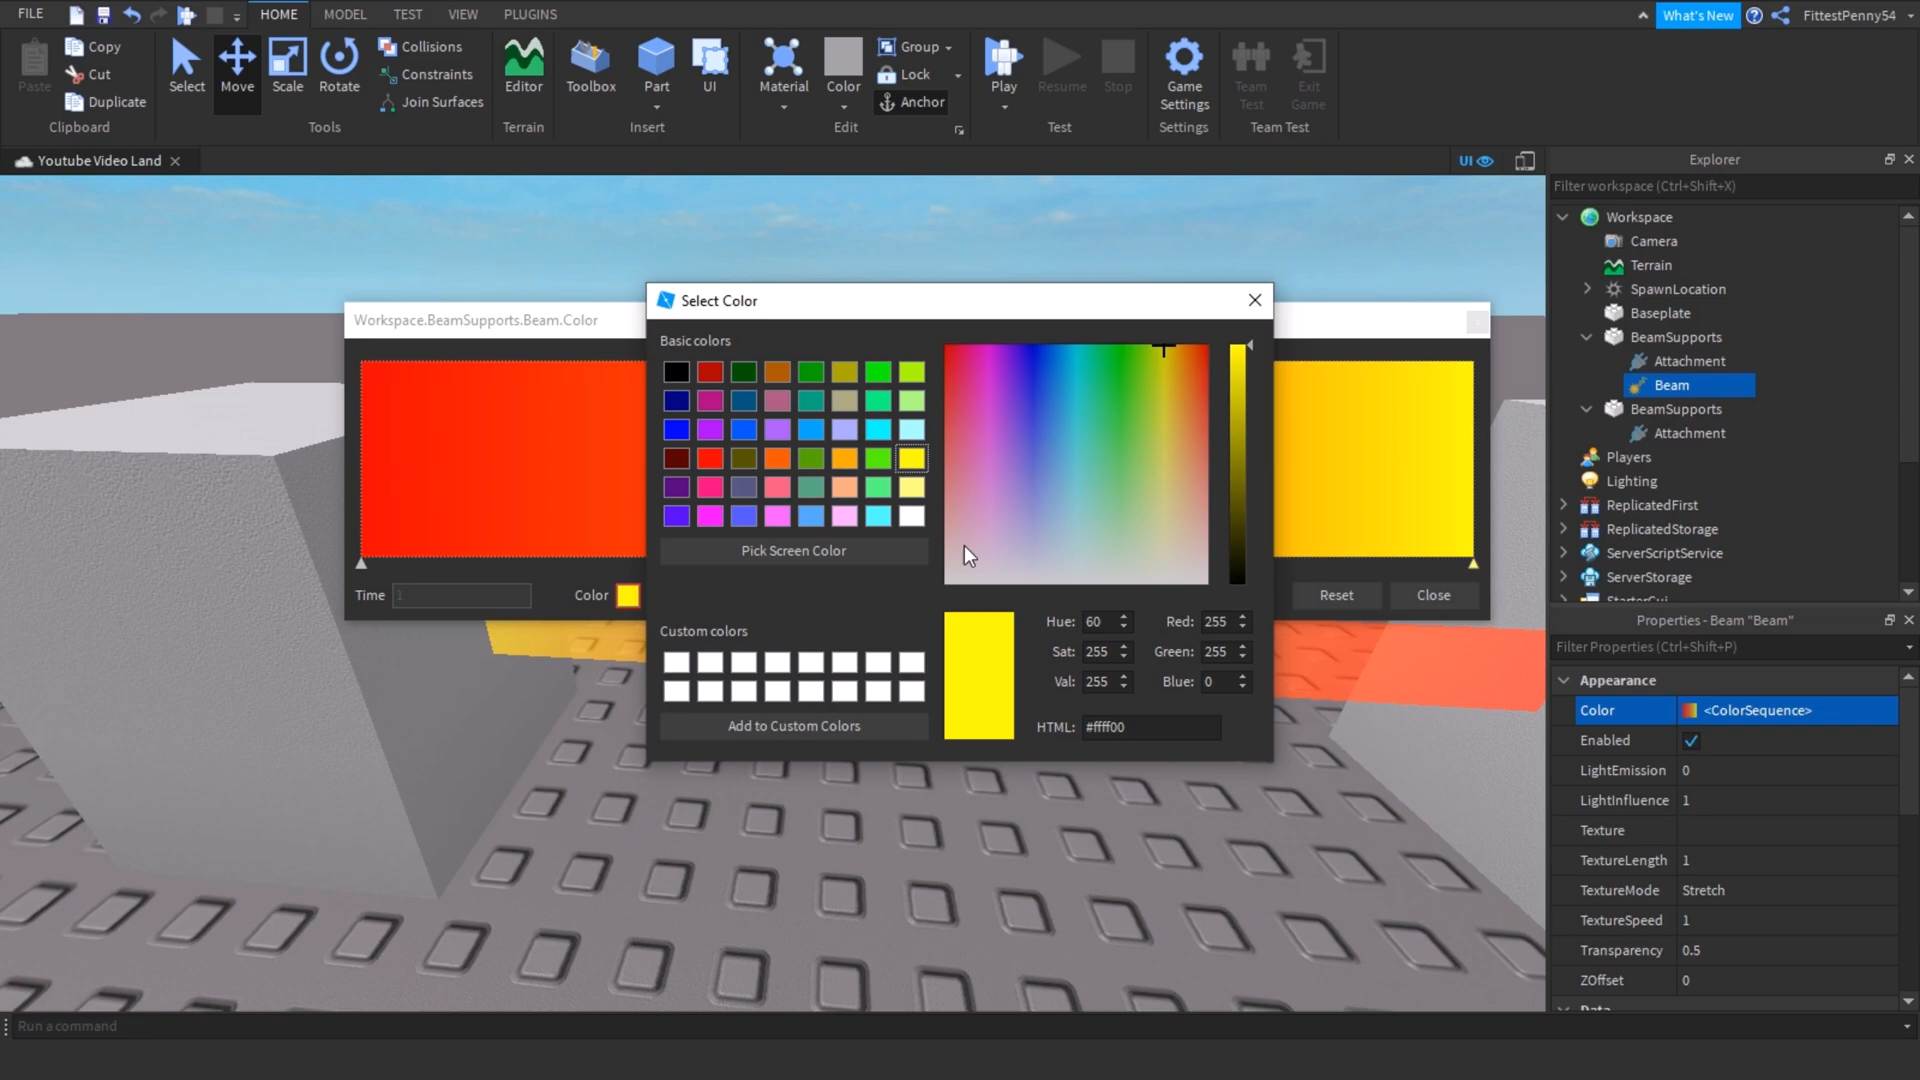 FILE
HOME
MODEL
TEST
VIEW
PLUGINS
What's New
FittestPenny54
Paste
Copy
Cut
Duplicate
Clipboard
Select
Move
Scale
Rotate
Collisions
Constraints
Join Surfaces
Tools
Editor
Terrain
Toolbox
Part
UI
Insert
Material
Color
Group
Lock
Anchor
Edit
Play
Resume
Stop
Test
Game
Settings
Settings
Team
Test
Exit
Game
Team Test
Youtube Video Land
UI
Explorer
Filter workspace (Ctrl+Shift+X)
Workspace
Camera
Terrain
SpawnLocation
Baseplate
BeamSupports
Attachment
Beam
BeamSupports
Attachment
Players
Lighting
ReplicatedFirst
ReplicatedStorage
ServerScriptService
ServerStorage
StarterGui
Workspace.BeamSupports.Beam.Color
Time
1
Color
Reset
Close
Select Color
Basic colors
Pick Screen Color
Custom colors
Add to Custom Colors
Hue: 60
Red: 255
Sat: 255
Green: 255
Val: 255
Blue: 0
HTML: #ffff00
Properties - Beam "Beam"
Filter Properties (Ctrl+Shift+P)
Appearance
Color <ColorSequence>
Enabled
LightEmission 0
LightInfluence 1
Texture
TextureLength 1
TextureMode Stretch
TextureSpeed 1
Transparency 0.5
ZOffset 0
Data
Run a command